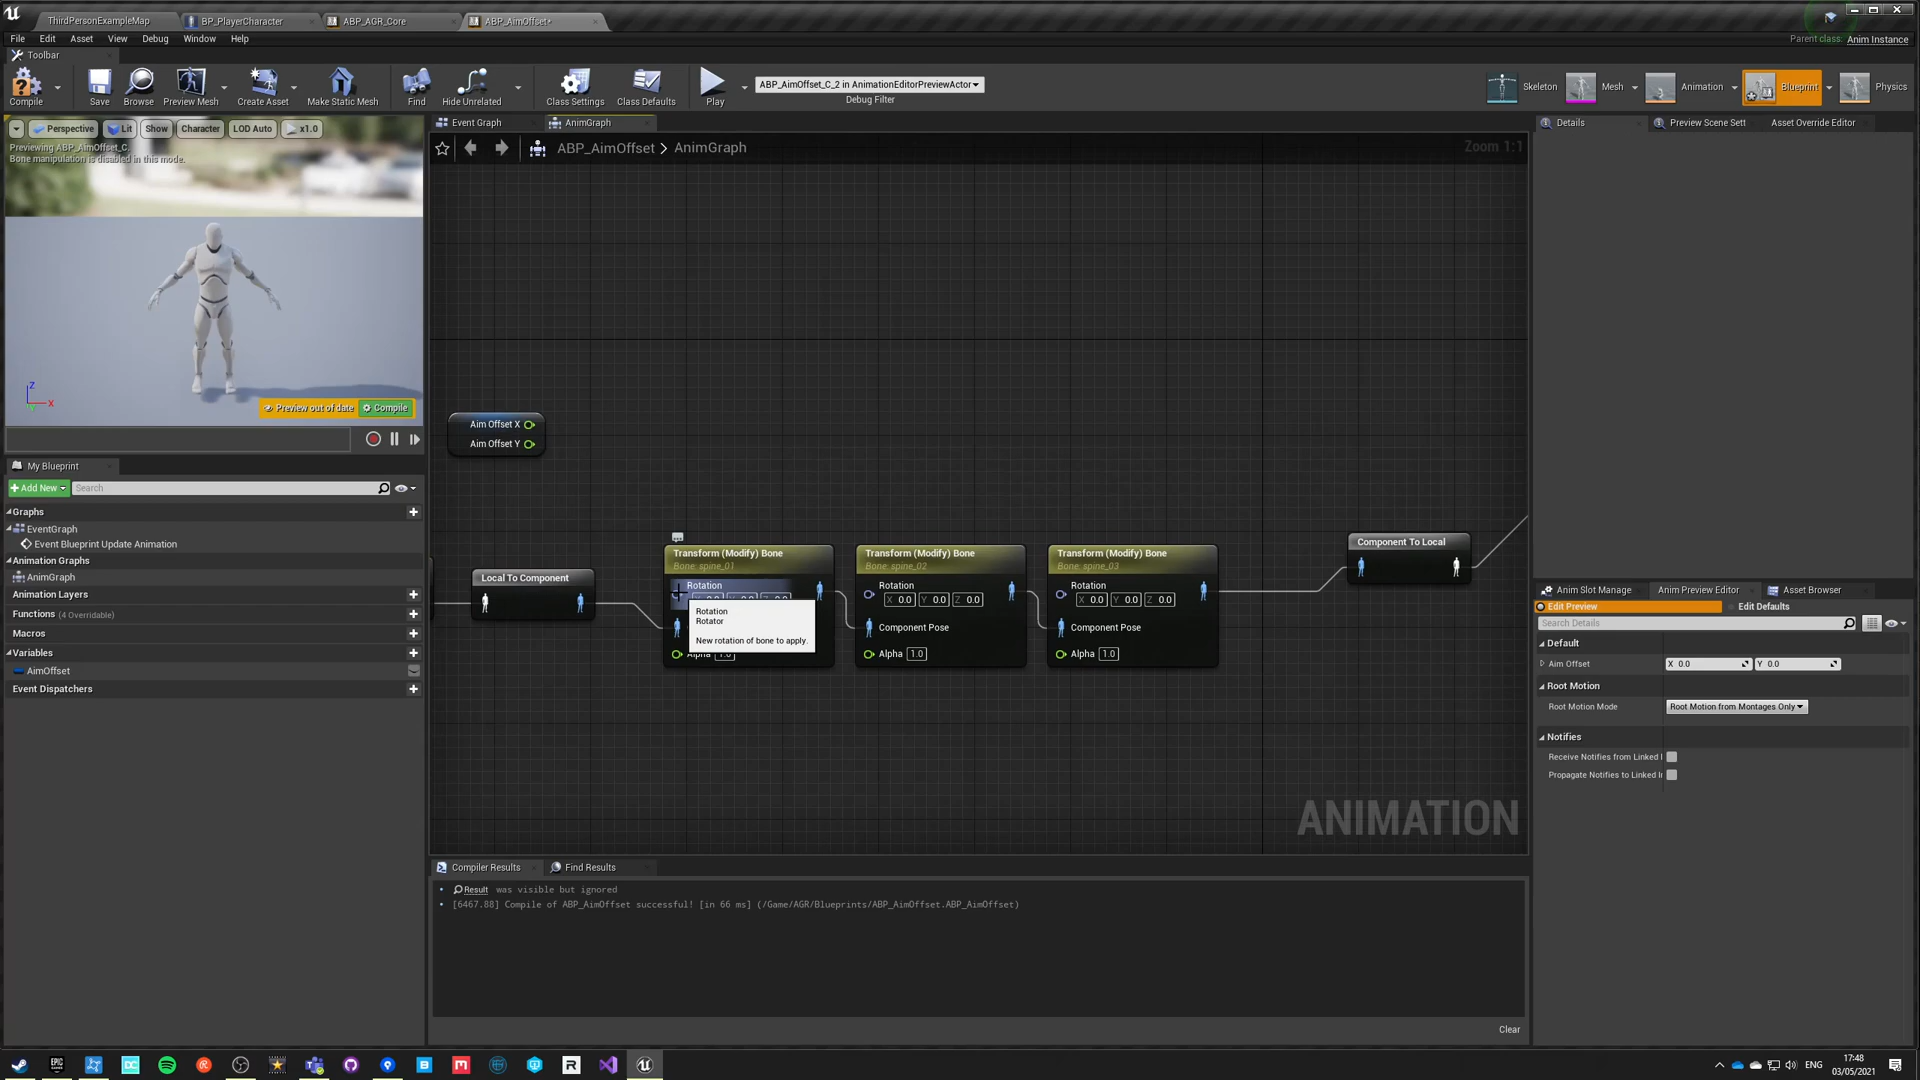 ThirdPersonExampleMap
BP_PlayerCharacter
ABP_AGR_Core
ABP_AimOffset*
File Edit Asset View Debug Window Help
Parent class: Anim Instance
Toolbar
Compile
Save
Browse
Preview Mesh
Create Asset
Make Static Mesh
Find
Hide Unrelated
Class Settings
Class Defaults
Play
ABP_AimOffset_C_2 in AnimationEditorPreviewActor
Debug Filter
Skeleton
Mesh
Animation
Blueprint
Physics
Perspective Lit Show Character LOD Auto x1.0
Previewing ABP_AimOffset_C.
Bone manipulation is disabled in this mode.
Z
X
Preview out of date Compile
Event Graph
AnimGraph
ABP_AimOffset > AnimGraph
Zoom 1:1
Aim Offset X
Aim Offset Y
Local To Component
Transform (Modify) Bone
Bone: spine_01
Rotation
Rotation
Rotator
New rotation of bone to apply.
Alpha 1.0
Transform (Modify) Bone
Bone: spine_02
Rotation
X 0.0 Y 0.0 Z 0.0
Component Pose
Alpha 1.0
Transform (Modify) Bone
Bone: spine_03
Rotation
X 0.0 Y 0.0 Z 0.0
Component Pose
Alpha 1.0
Component To Local
ANIMATION
My Blueprint
Add New Search
Graphs
EventGraph
Event Blueprint Update Animation
Animation Graphs
AnimGraph
Animation Layers
Functions (4 Overridable)
Macros
Variables
AimOffset
Event Dispatchers
Compiler Results
Find Results
Result was visible but ignored
[6467.88] Compile of ABP_AimOffset successful! [in 66 ms] (/Game/AGR/Blueprints/ABP_AimOffset.ABP_AimOffset)
Clear
Details
Preview Scene Sett
Asset Override Editor
Anim Slot Manage
Anim Preview Editor
Asset Browser
Edit Preview Edit Defaults
Search Details
Default
Aim Offset X 0.0 Y 0.0
Root Motion
Root Motion Mode Root Motion from Montages Only
Notifies
Receive Notifies from Linked I
Propagate Notifies to Linked In
ENG
17:48
03/05/2021